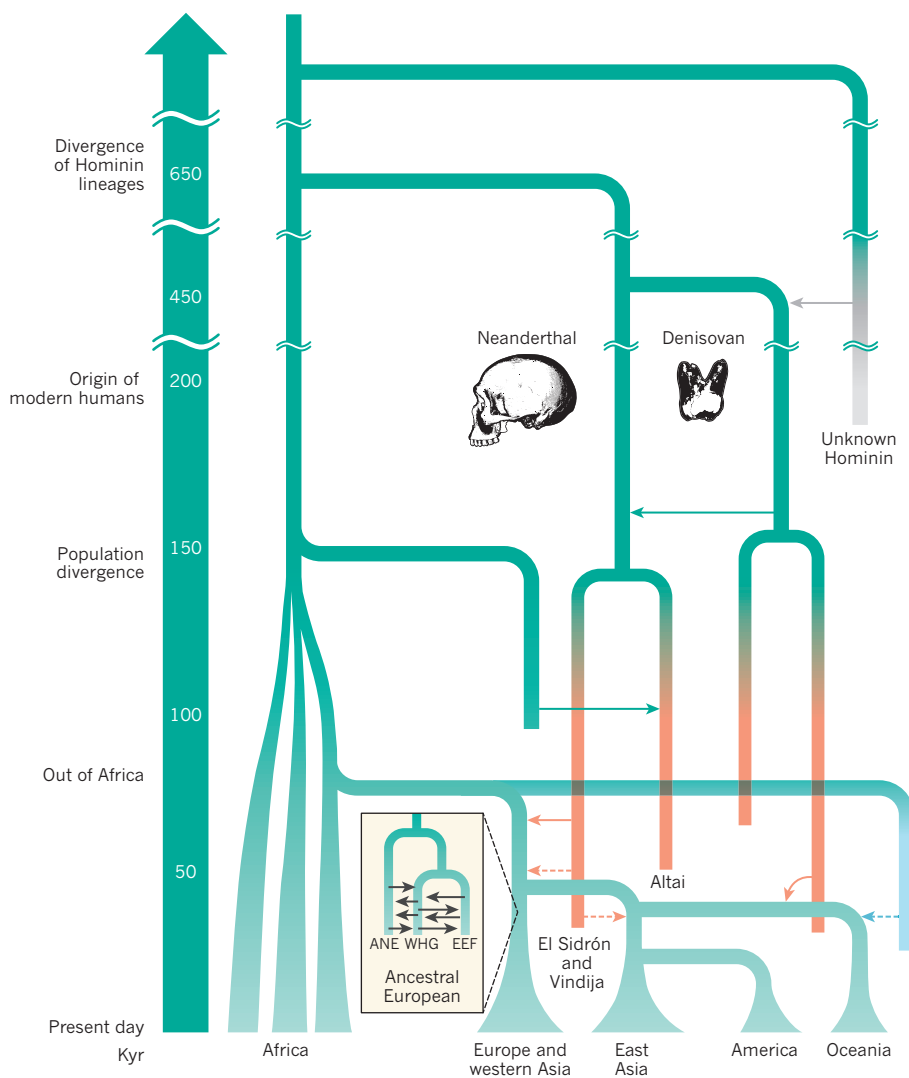 Divergence
of Hominin
lineages
650
450
Neanderthal
Denisovan
Origin of
modern humans
200
Unknown
Hominin
Population
divergence
150
100
Out of Africa
50
Altai
ANE WHG EEF
Ancestral
European
El Sidrón
and
Vindija
Present day
Kyr
Africa
Europe and
western Asia
East
Asia
America
Oceania